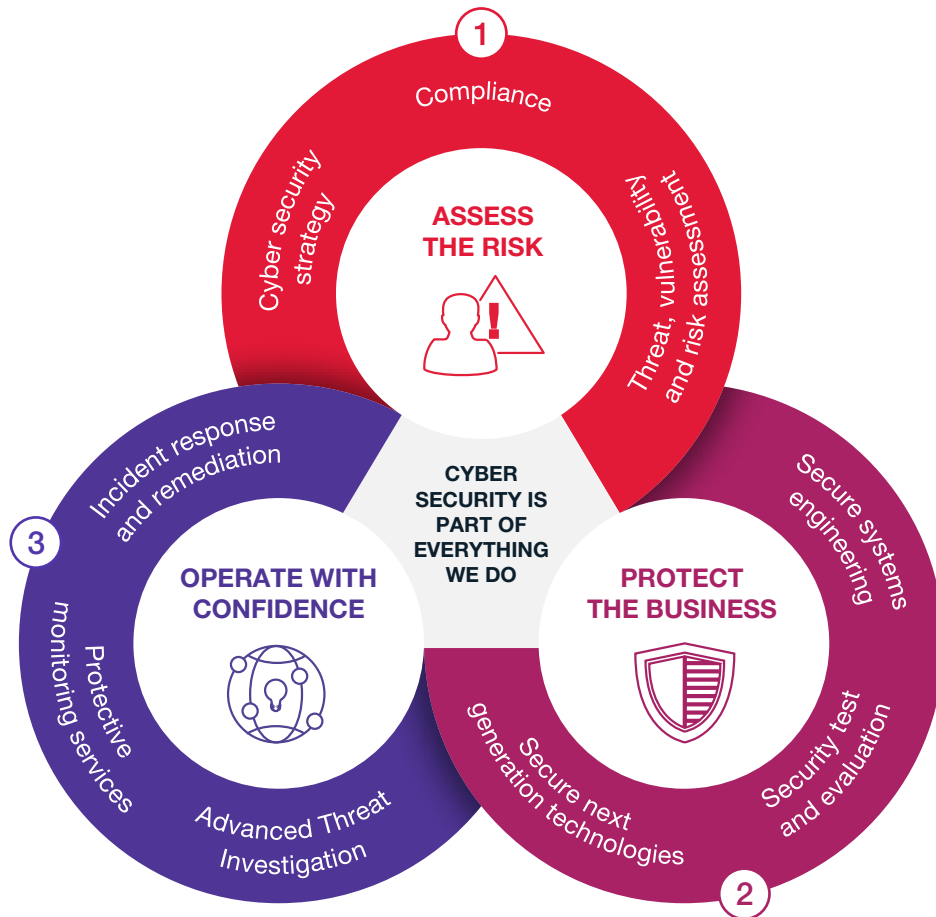 1
Compliance
Cyber security
strategy
Threat, vulnerability
and risk assessment
ASSESS
THE RISK
!
CYBER
SECURITY IS
PART OF
EVERYTHING
WE DO
2
Secure systems
engineering
Security test
and evaluation
Secure next
generation technologies
PROTECT
THE BUSINESS
3
Incident response
and remediation
Protective
monitoring services
Advanced Threat
Investigation
OPERATE WITH
CONFIDENCE